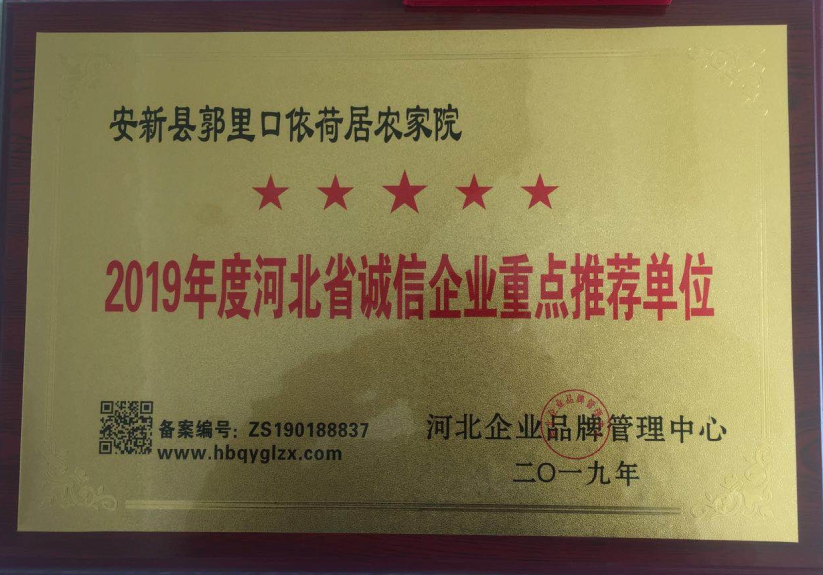 安新县郭里口依荷居农家院
★ ★ ★ ★ ★
2019年度河北省诚信企业重点推荐单位
备案编号：ZS190188837
www.hbqyglzx.com
河北企业品牌管理中心
二〇一九年